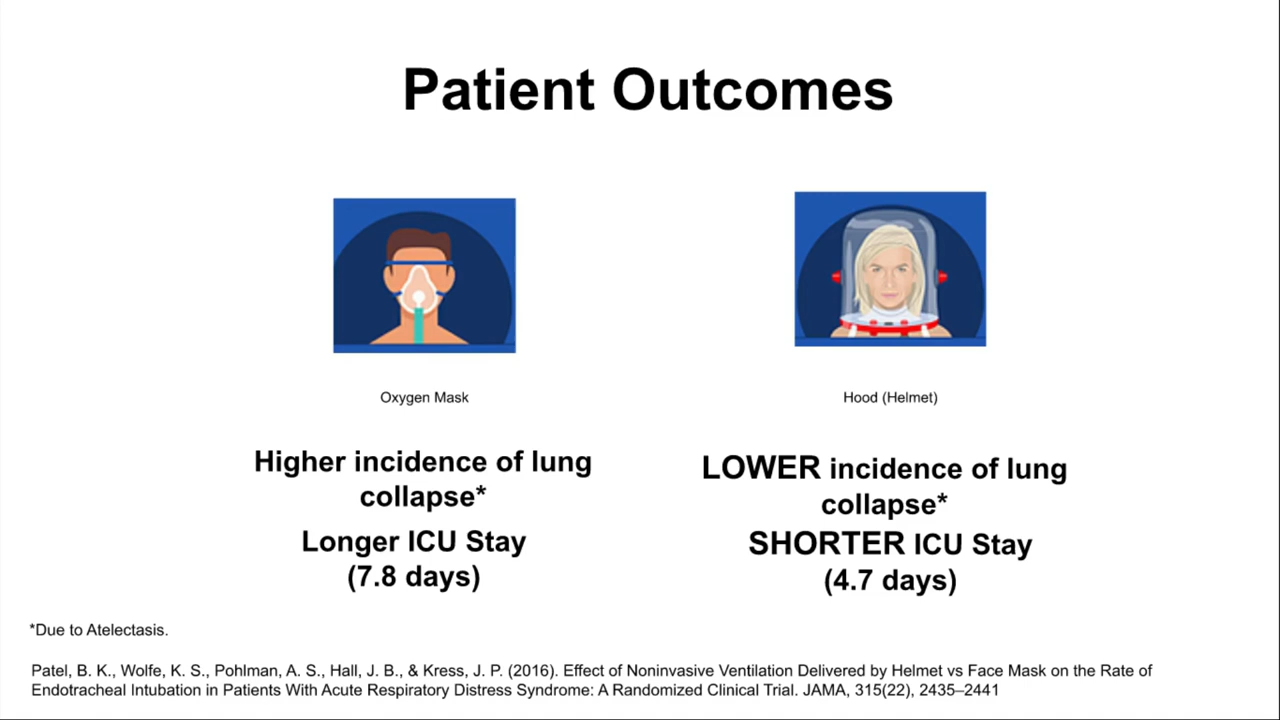 Patient Outcomes
Oxygen Mask
Higher incidence of lung
collapse*
Longer ICU Stay
(7.8 days)
Hood (Helmet)
LOWER incidence of lung
collapse*
SHORTER ICU Stay
(4.7 days)
*Due to Atelectasis.
Patel, B. K., Wolfe, K. S., Pohlman, A. S., Hall, J. B., & Kress, J. P. (2016). Effect of Noninvasive Ventilation Delivered by Helmet vs Face Mask on the Rate of
Endotracheal Intubation in Patients With Acute Respiratory Distress Syndrome: A Randomized Clinical Trial. JAMA, 315(22), 2435–2441